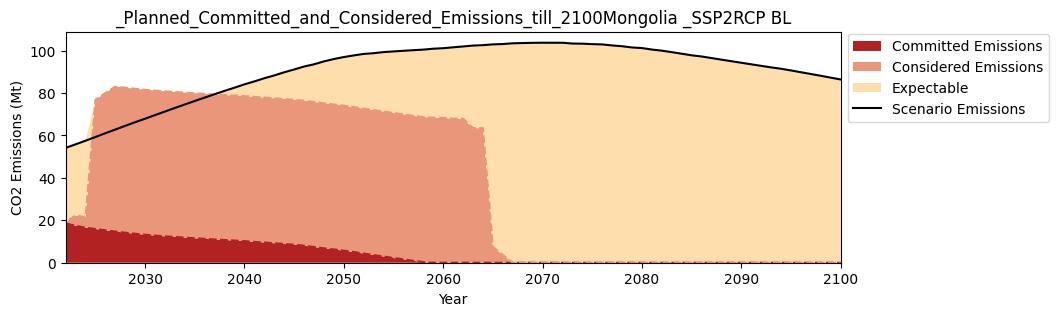 _Planned_Committed_and_Considered_Emissions_till_2100Mongolia _SSP2RCP BL
Committed Emissions
Considered Emissions
Expectable
Scenario Emissions
CO2 Emissions (Mt)
100
80
60
40
20
0
2030 2040 2050 2060 2070 2080 2090 2100
Year